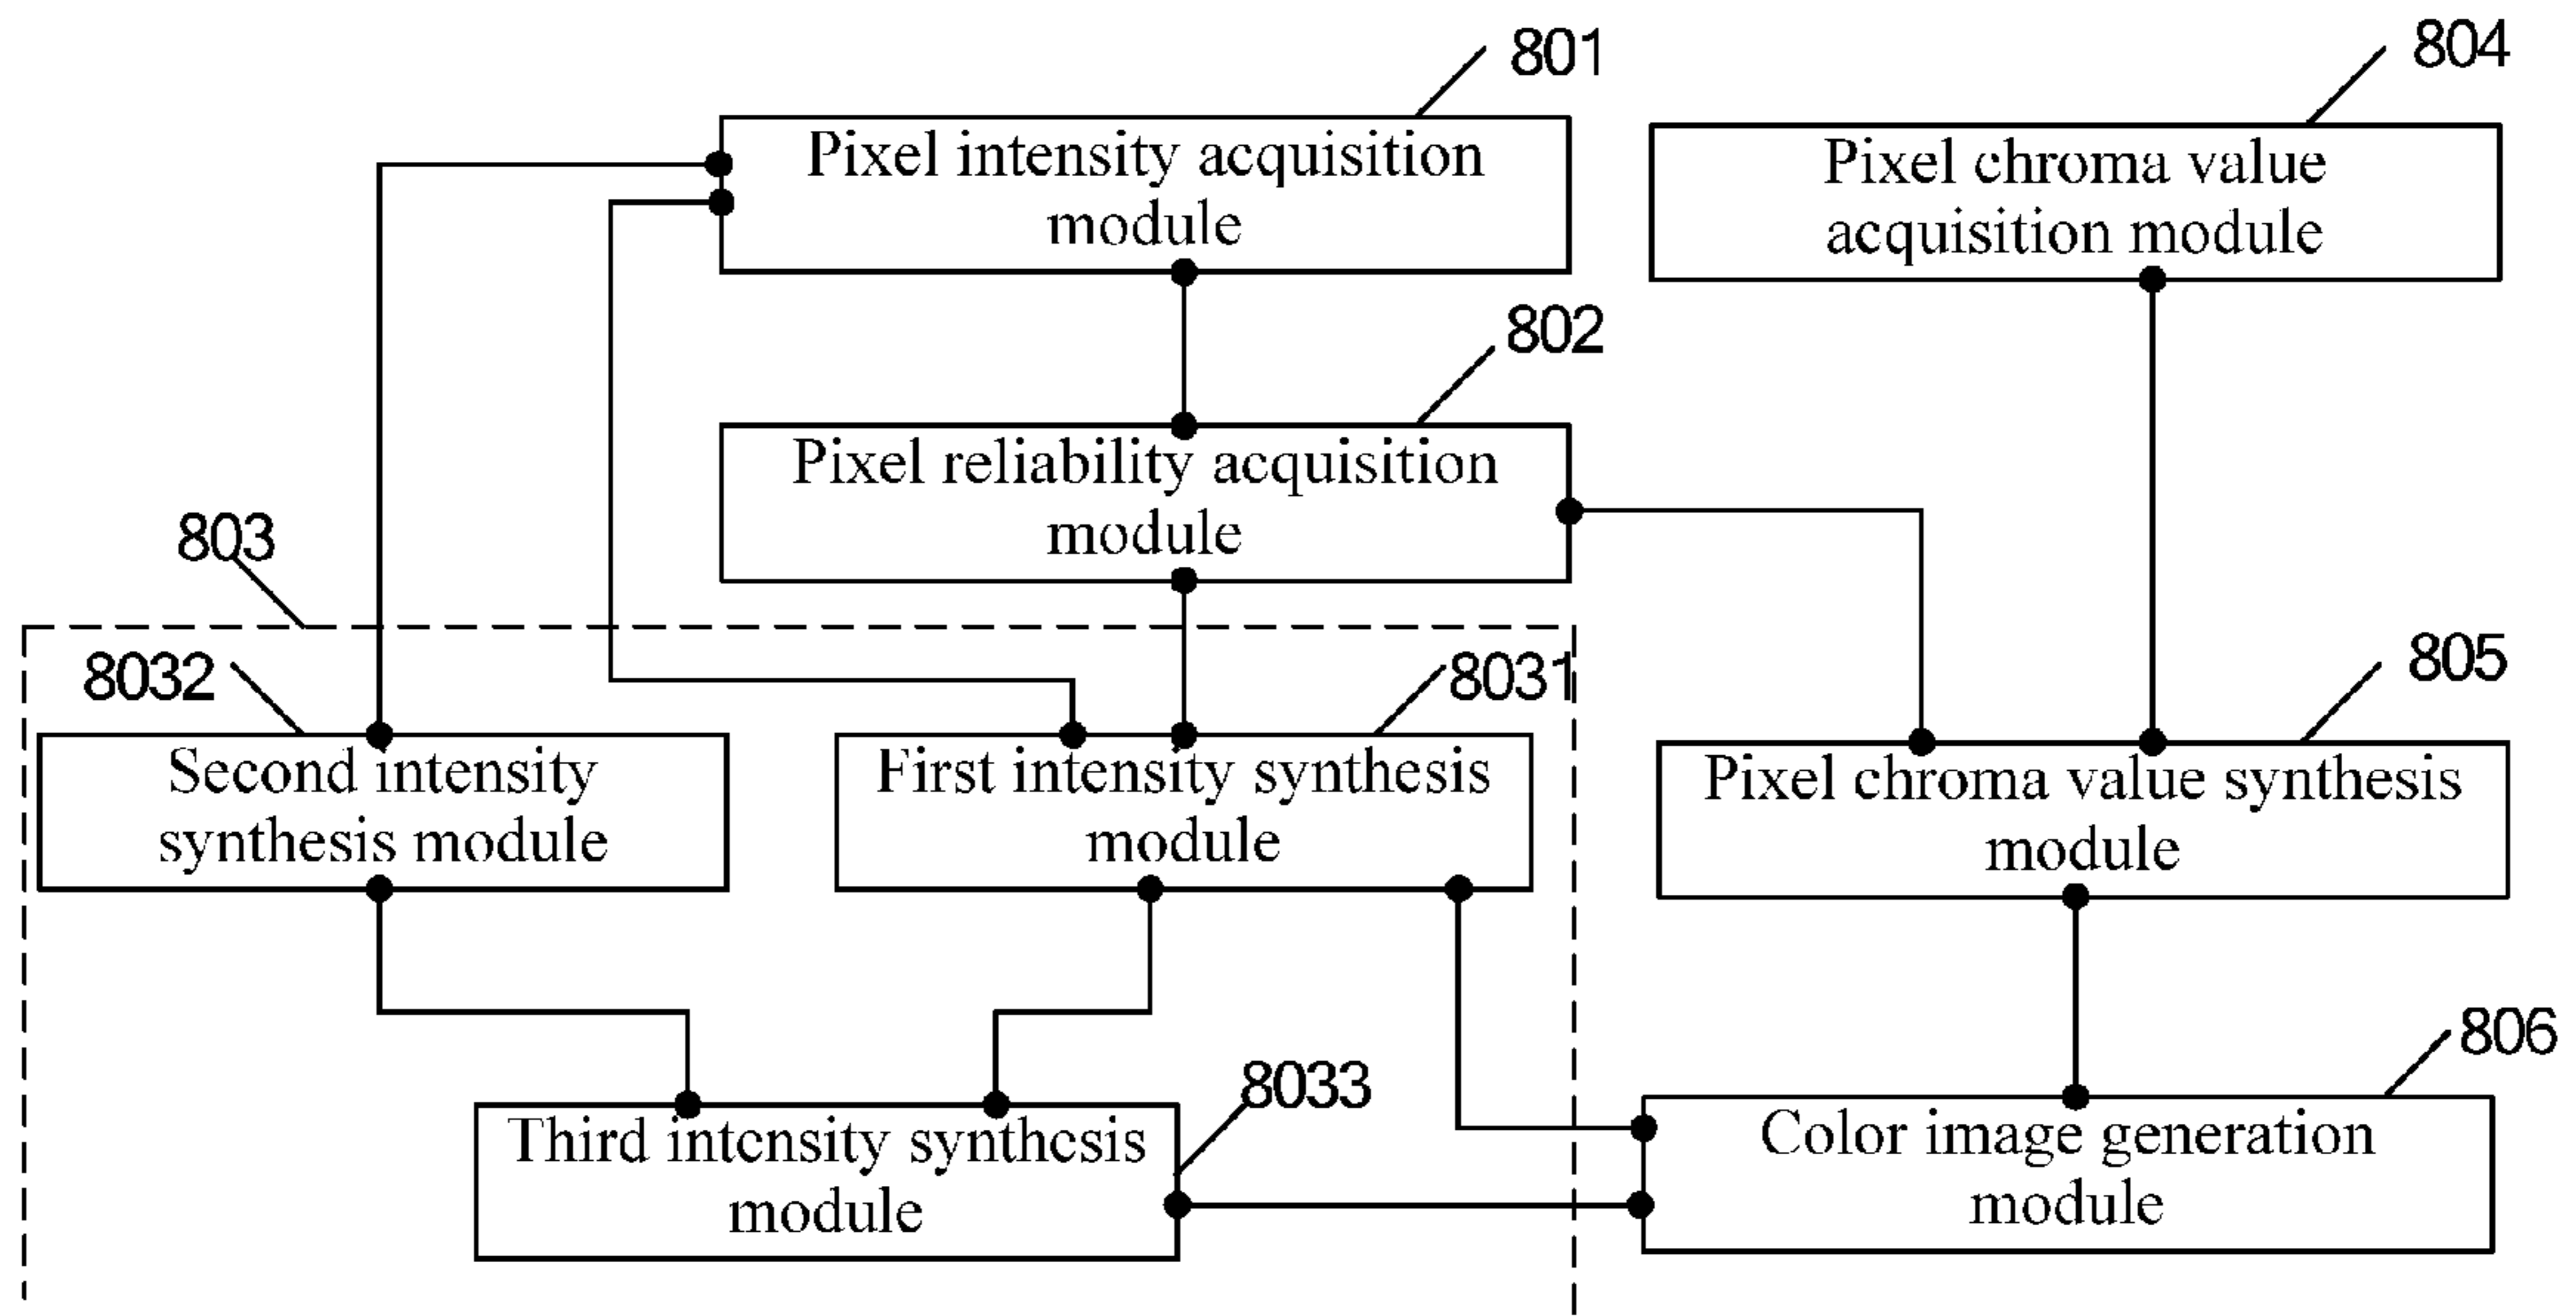 801
804
Pixel intensity acquisition
module
Pixel chroma value
acquisition module
802
Pixel reliability acquisition
module
803
8032
8031
805
Second intensity
synthesis module
First intensity synthesis
module
Pixel chroma value synthesis
module
8033
806
Third intensity synthesis
module
Color image generation
module